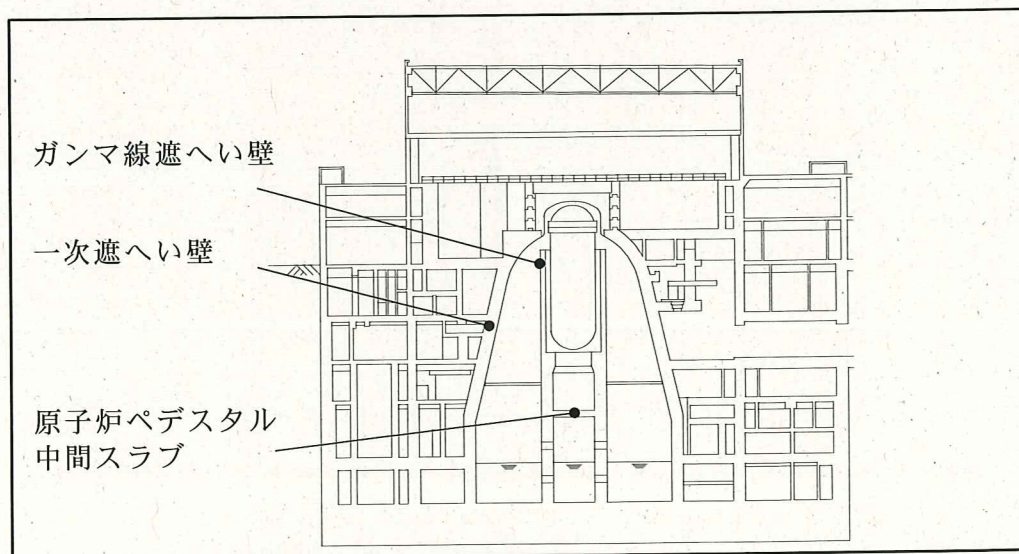 ガンマ線遮へい壁
一次遮へい壁
原子炉ペデスタル
中間スラブ